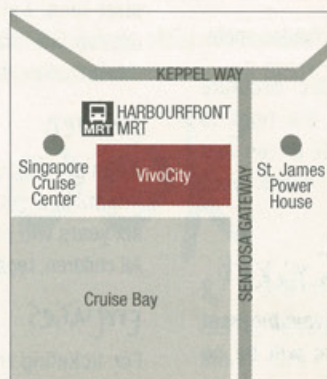 KEPPEL WAY
HARBOURFRONT
MRT
MRT
Singapore
Cruise
Center
VivoCity
St. James
Power
House
SENTOSA GATEWAY
Cruise Bay